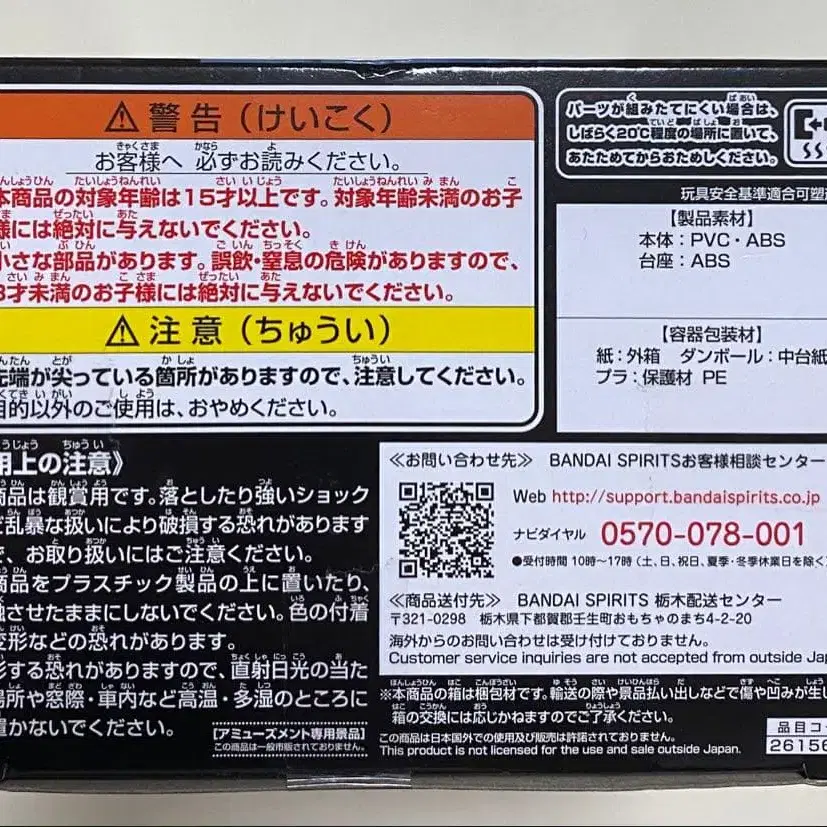 ⚠警告(けいこく)
お客様へ 必ずお読みください。
本商品の対象年齢は15才以上です。対象年齢未満のお子
様には絶対に与えないでください。
小さな部品があります。誤飲・窒息の危険がありますので、
3才未満のお子様には絶対に与えないでください。
⚠注意(ちゅうい)
先端が尖っている箇所がありますので、注意してください。
目的以外のご使用は、おやめください。
パーツが組みたてにくい場合は、
しばらく20℃程度の場所に置いて、
あたためてからおためしください。
玩具安全基準適合可塑
【製品素材】
本体:PVC・ABS
台座:ABS
【容器包装材】
紙:外箱 ダンボール:中台紙
プラ:保護材 PE
用上の注意》
商品は観賞用です。落としたり強いショック
ど乱暴な扱いにより破損する恐れがあります
で、お取り扱いにはご注意ください。
商品をプラスチック製品の上に置いたり、
触させたままにしないでください。色の付着
変形などの恐れがあります。
形する恐れがありますので、直射日光の当た
場所や窓際・車内など高温・多湿のところに
置かないでください。
[アミューズメント専用景品]
この商品は一般市販されておりません。
≪お問い合わせ先≫ BANDAI SPIRITSお客様相談センター
Web http://support.bandaispirits.co.jp
ナビダイヤル 0570-078-001
●受付時間 10時〜17時(土、日、祝日、夏季・冬季休業日を除く)
≪商品送付先≫ BANDAI SPIRITS 栃木配送センター
〒321-0298 栃木県下都賀郡壬生町おもちゃのまち4-2-20
海外からのお問い合わせは受け付けておりません。
Customer service inquiries are not accepted from outside Japa
※本商品の箱は梱包材です。輸送の際や景品払い出しなどで傷や凹みが生じ
箱の交換には応じかねますのでご了承ください。
この商品は日本国外での使用及び販売は許諾されておりません。
This product is not licensed for the use and sale outside Japan.
品目コー
26156